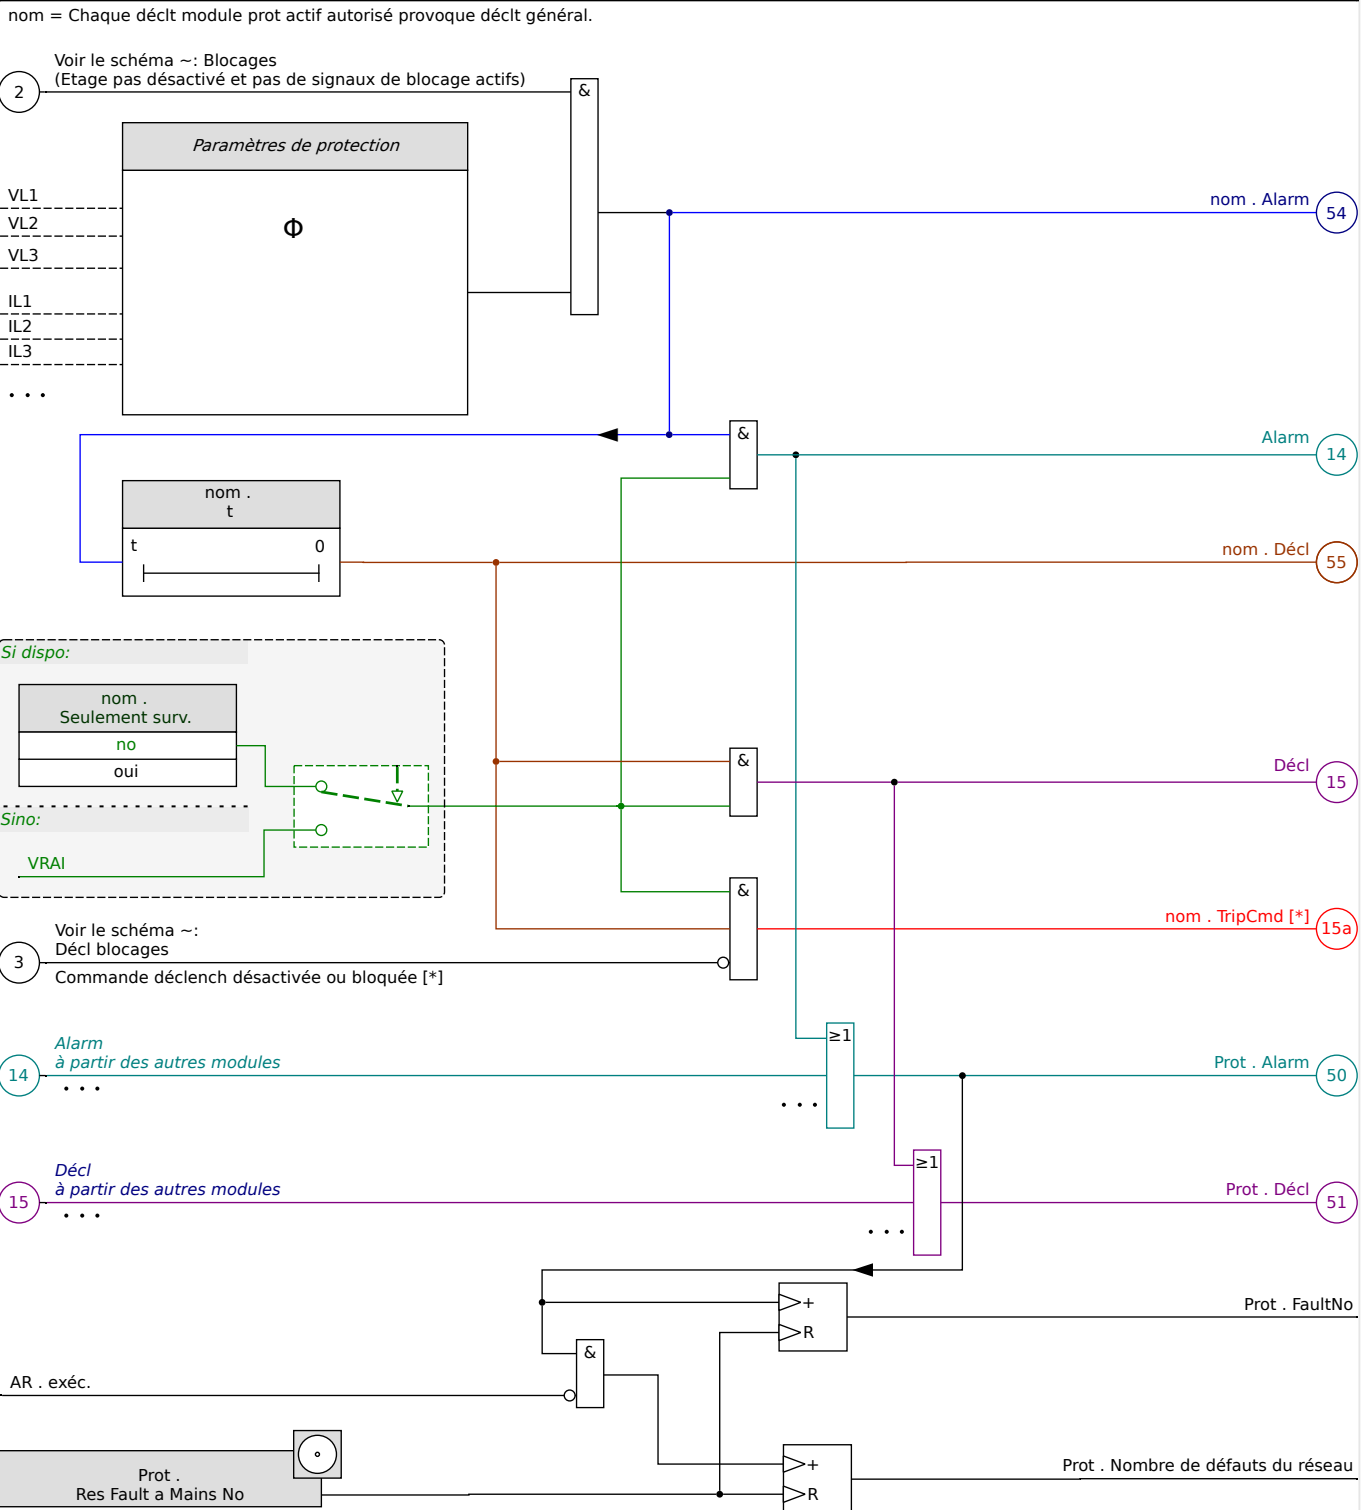 nom = Chaque déclt module prot actif autorisé provoque déclt général.
Voir le schéma ~: Blocages
(Etage pas désactivé et pas de signaux de blocage actifs)
2
&
Paramètres de protection
Φ
VL1
VL2
VL3
IL1
IL2
IL3
. . .
nom . Alarm
54
&
Alarm
14
nom .
t
t 0
nom . Décl
55
Si dispo:
nom .
Seulement surv.
no
oui
Sino:
VRAI
&
Décl
15
&
nom . TripCmd [*]
15a
Voir le schéma ~:
Décl blocages
3
Commande déclench désactivée ou bloquée [*]
≥1
Alarm
à partir des autres modules
14
. . .
. . .
Prot . Alarm
50
≥1
Décl
à partir des autres modules
15
. . .
. . .
Prot . Décl
51
+
R
Prot . FaultNo
&
AR . exéc.
Prot .
Res Fault a Mains No
+
R
Prot . Nombre de défauts du réseau